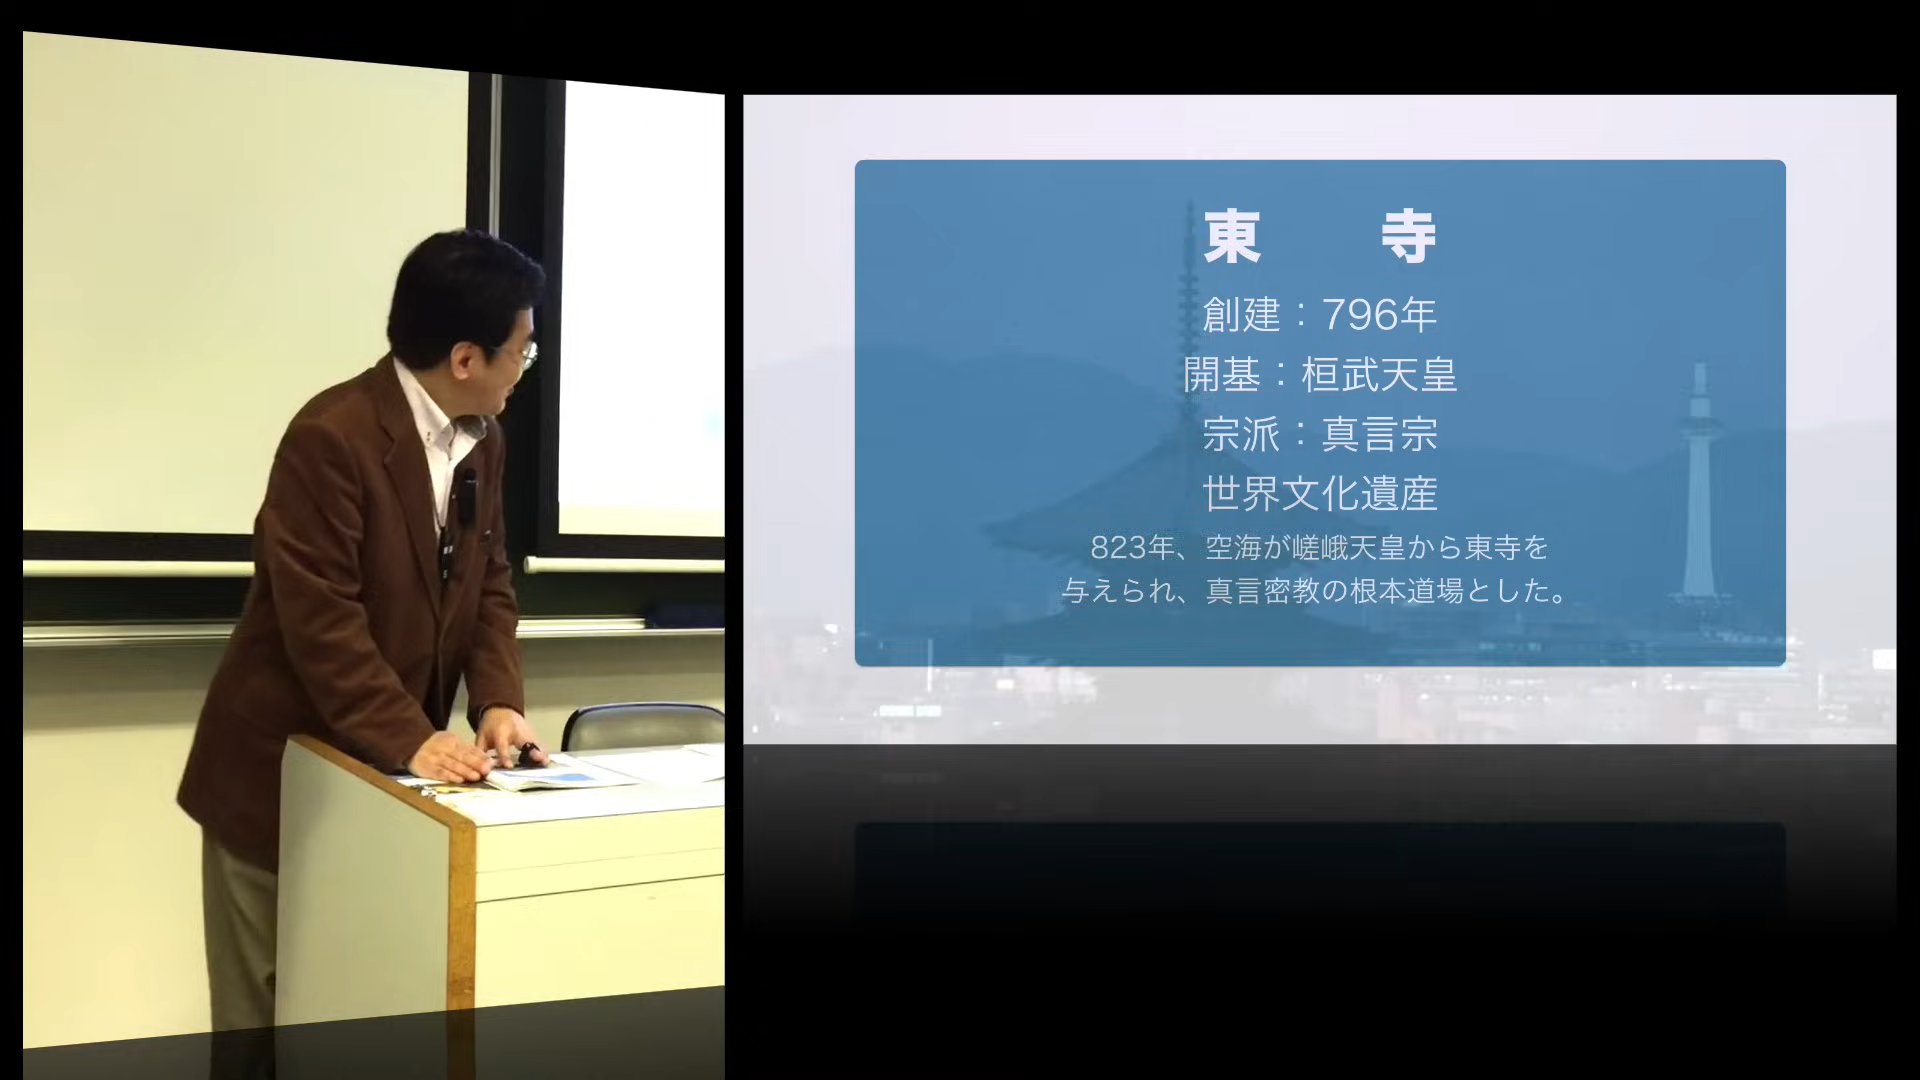 東　　寺
創建：796年
開基：桓武天皇
宗派：真言宗
世界文化遺産
823年、空海が嵯峨天皇から東寺を
与えられ、真言密教の根本道場とした。